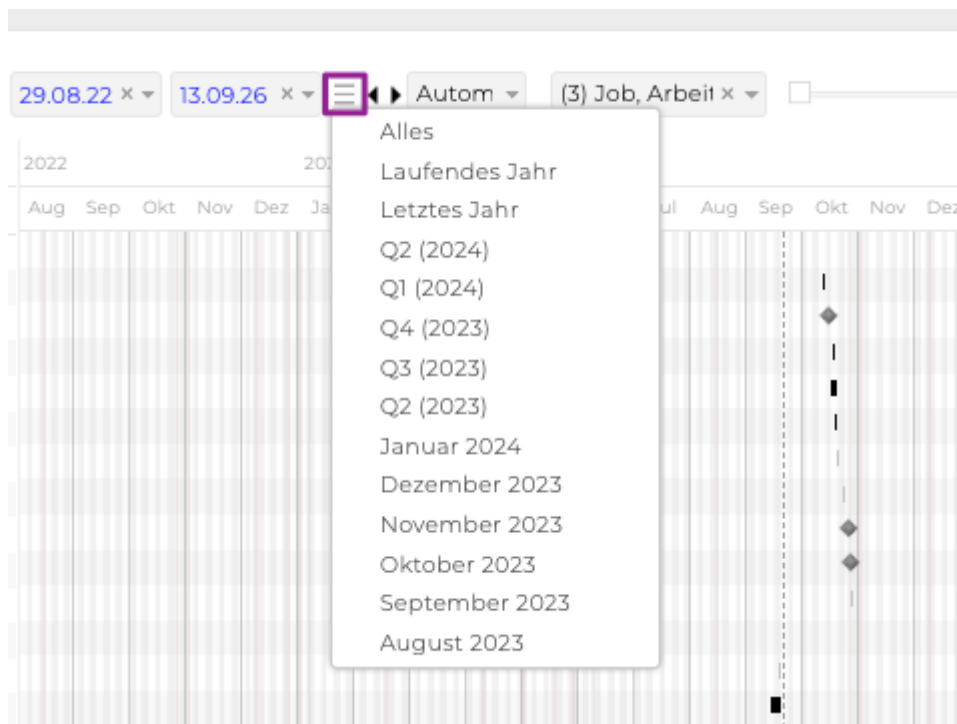 29.08.22 × 13.09.26 × Autom (3) Job, Arbeit ×
2022
Aug Sep Okt Nov Dez Aug Sep Okt Nov Dez
Alles
Laufendes Jahr
Letztes Jahr
Q2 (2024)
Q1 (2024)
Q4 (2023)
Q3 (2023)
Q2 (2023)
Januar 2024
Dezember 2023
November 2023
Oktober 2023
September 2023
August 2023